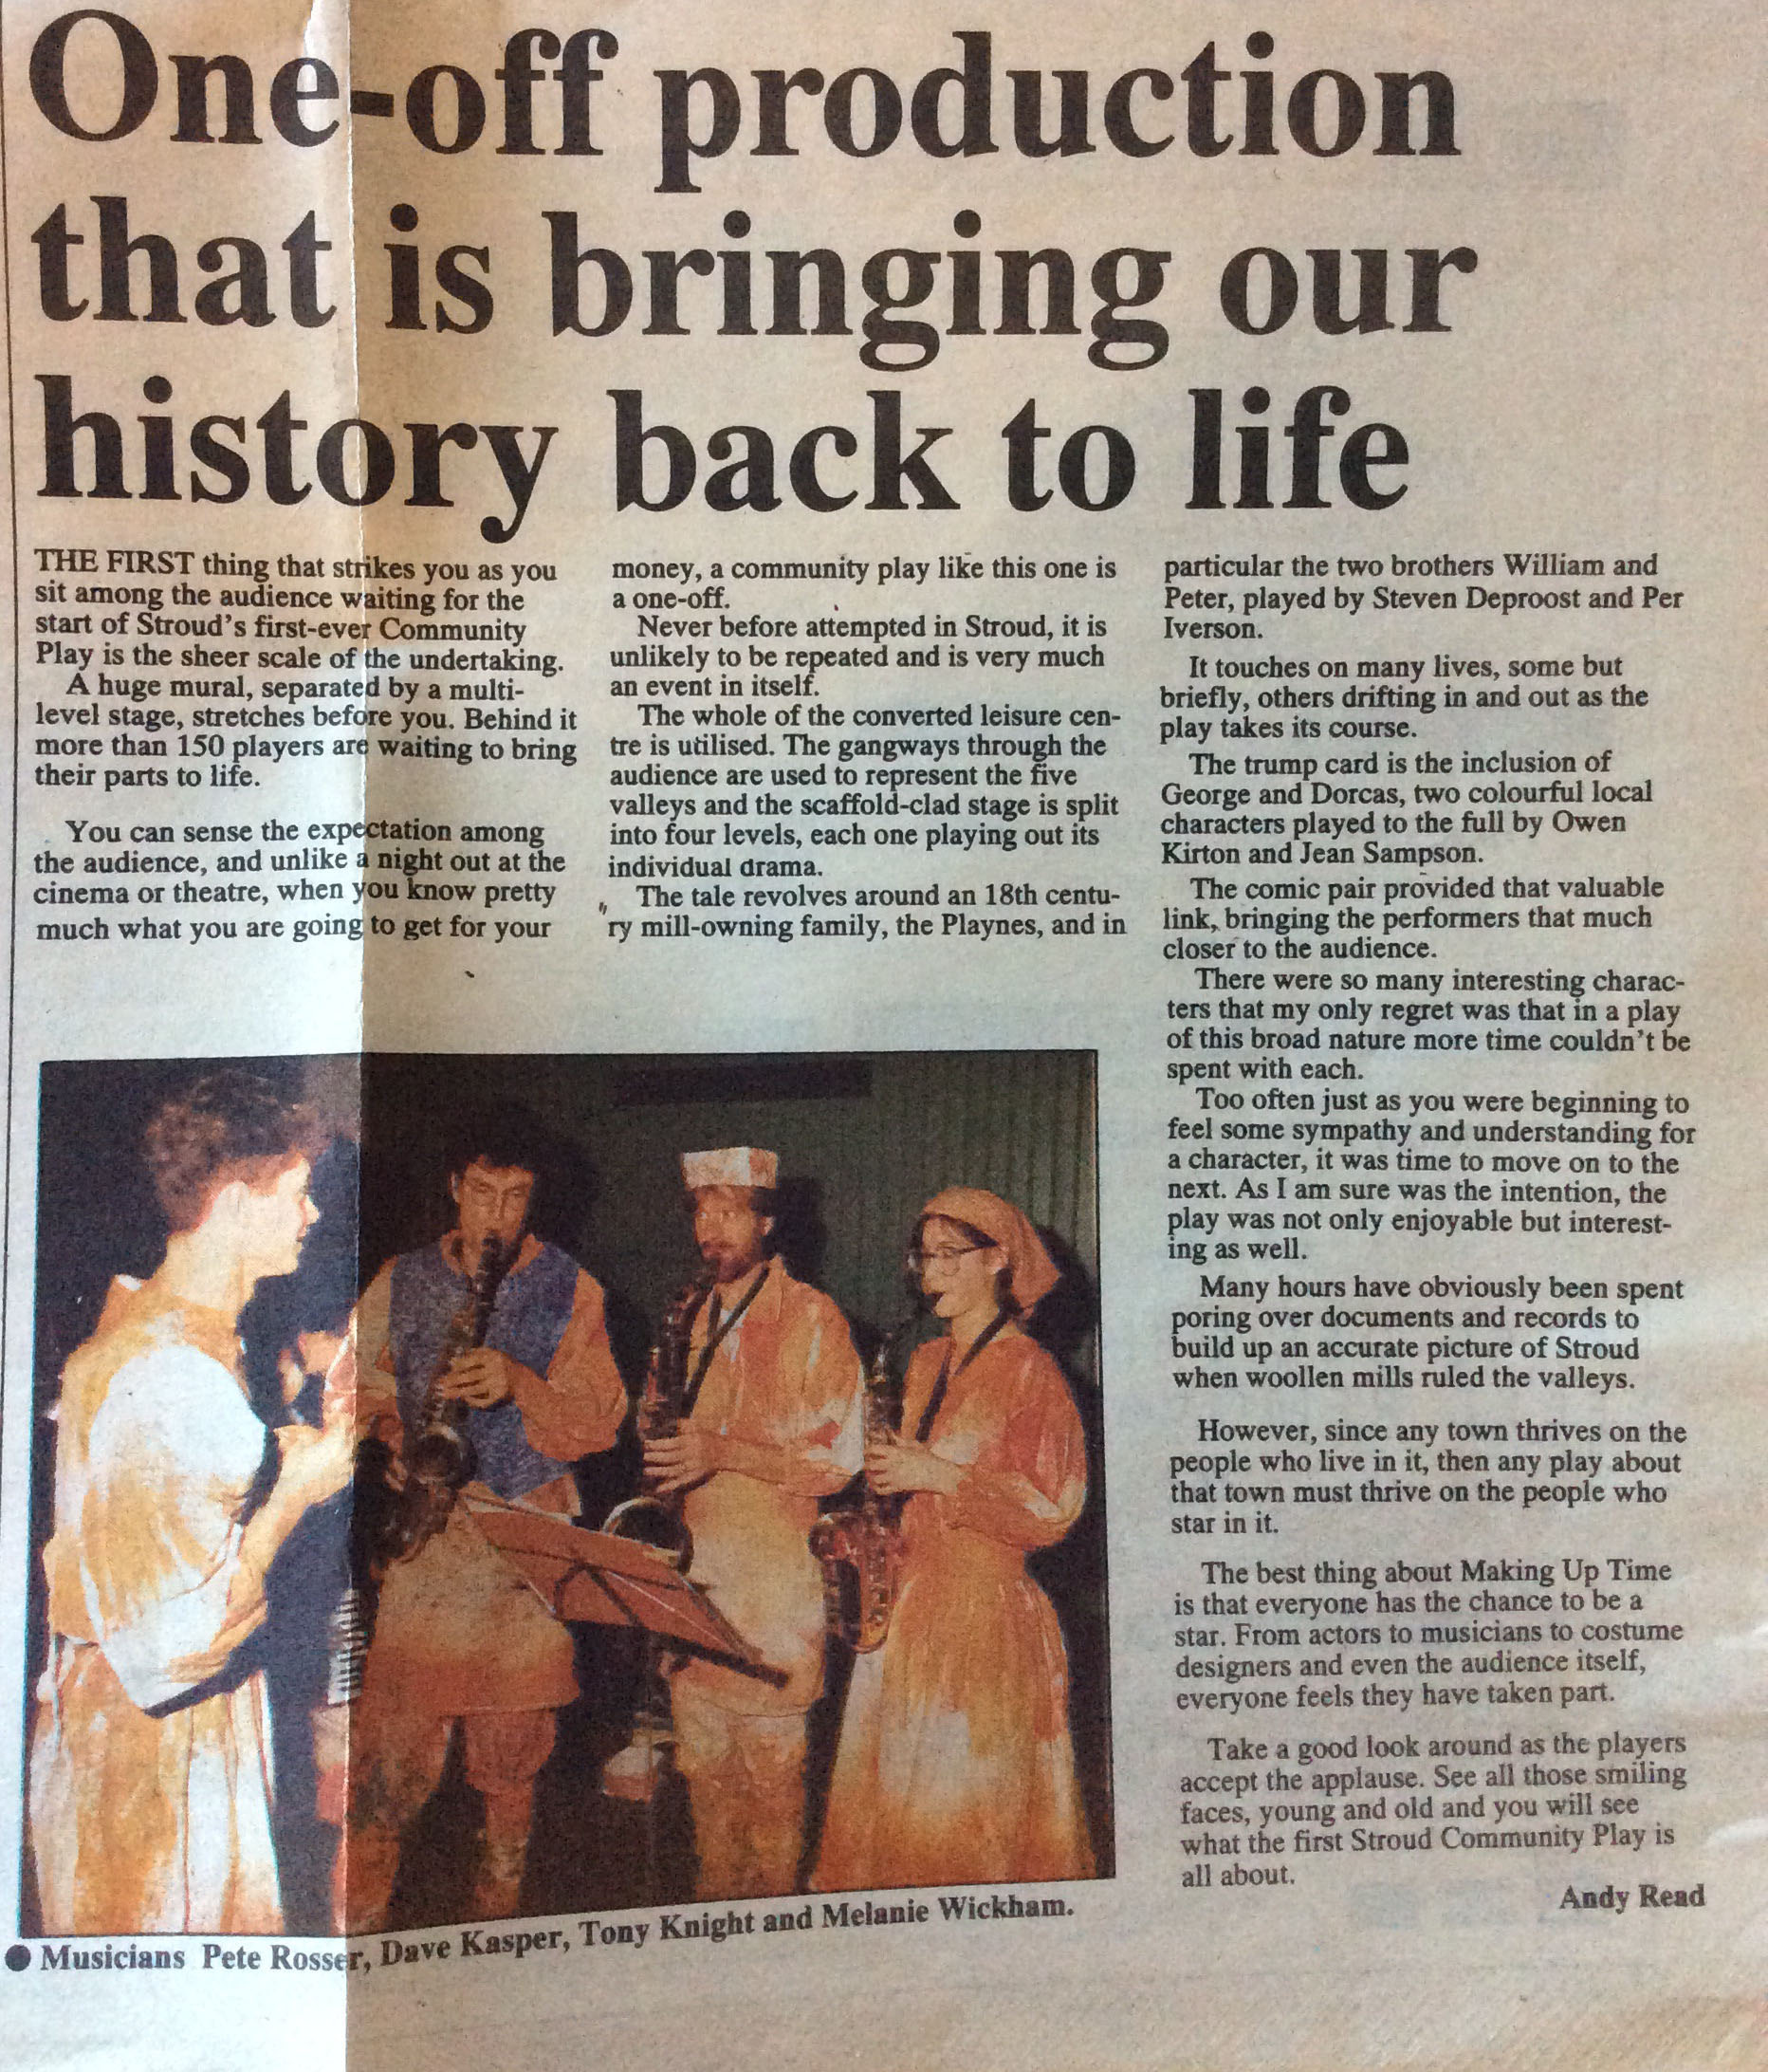 One-off production
that is bringing our
history back to life
THE FIRST thing that strikes you as you
sit among the audience waiting for the
start of Stroud's first-ever Community
Play is the sheer scale of the undertaking.
A huge mural, separated by a multi-
level stage, stretches before you. Behind it
more than 150 players are waiting to bring
their parts to life.
You can sense the expectation among
the audience, and unlike a night out at the
cinema or theatre, when you know pretty
much what you are going to get for your
money, a community play like this one is
a one-off.
Never before attempted in Stroud, it is
unlikely to be repeated and is very much
an event in itself.
The whole of the converted leisure cen-
tre is utilised. The gangways through the
audience are used to represent the five
valleys and the scaffold-clad stage is split
into four levels, each one playing out its
individual drama.
The tale revolves around an 18th centu-
ry mill-owning family, the Playnes, and in
particular the two brothers William and
Peter, played by Steven Deproost and Per
Iverson.
It touches on many lives, some but
briefly, others drifting in and out as the
play takes its course.
The trump card is the inclusion of
George and Dorcas, two colourful local
characters played to the full by Owen
Kirton and Jean Sampson.
The comic pair provided that valuable
link, bringing the performers that much
closer to the audience.
There were so many interesting charac-
ters that my only regret was that in a play
of this broad nature more time couldn't be
spent with each.
Too often just as you were beginning to
feel some sympathy and understanding for
a character, it was time to move on to the
next. As I am sure was the intention, the
play was not only enjoyable but interest-
ing as well.
Many hours have obviously been spent
poring over documents and records to
build up an accurate picture of Stroud
when woollen mills ruled the valleys.
However, since any town thrives on the
people who live in it, then any play about
that town must thrive on the people who
star in it.
The best thing about Making Up Time
is that everyone has the chance to be a
star. From actors to musicians to costume
designers and even the audience itself,
everyone feels they have taken part.
Take a good look around as the players
accept the applause. See all those smiling
faces, young and old and you will see
what the first Stroud Community Play is
all about.
Andy Read
● Musicians Pete Rosser, Dave Kasper, Tony Knight and Melanie Wickham.